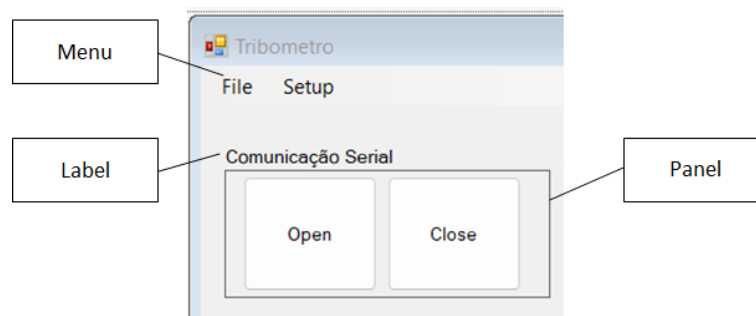 Menu
Tribometro
File Setup
Label
Comunicação Serial
Panel
Open Close